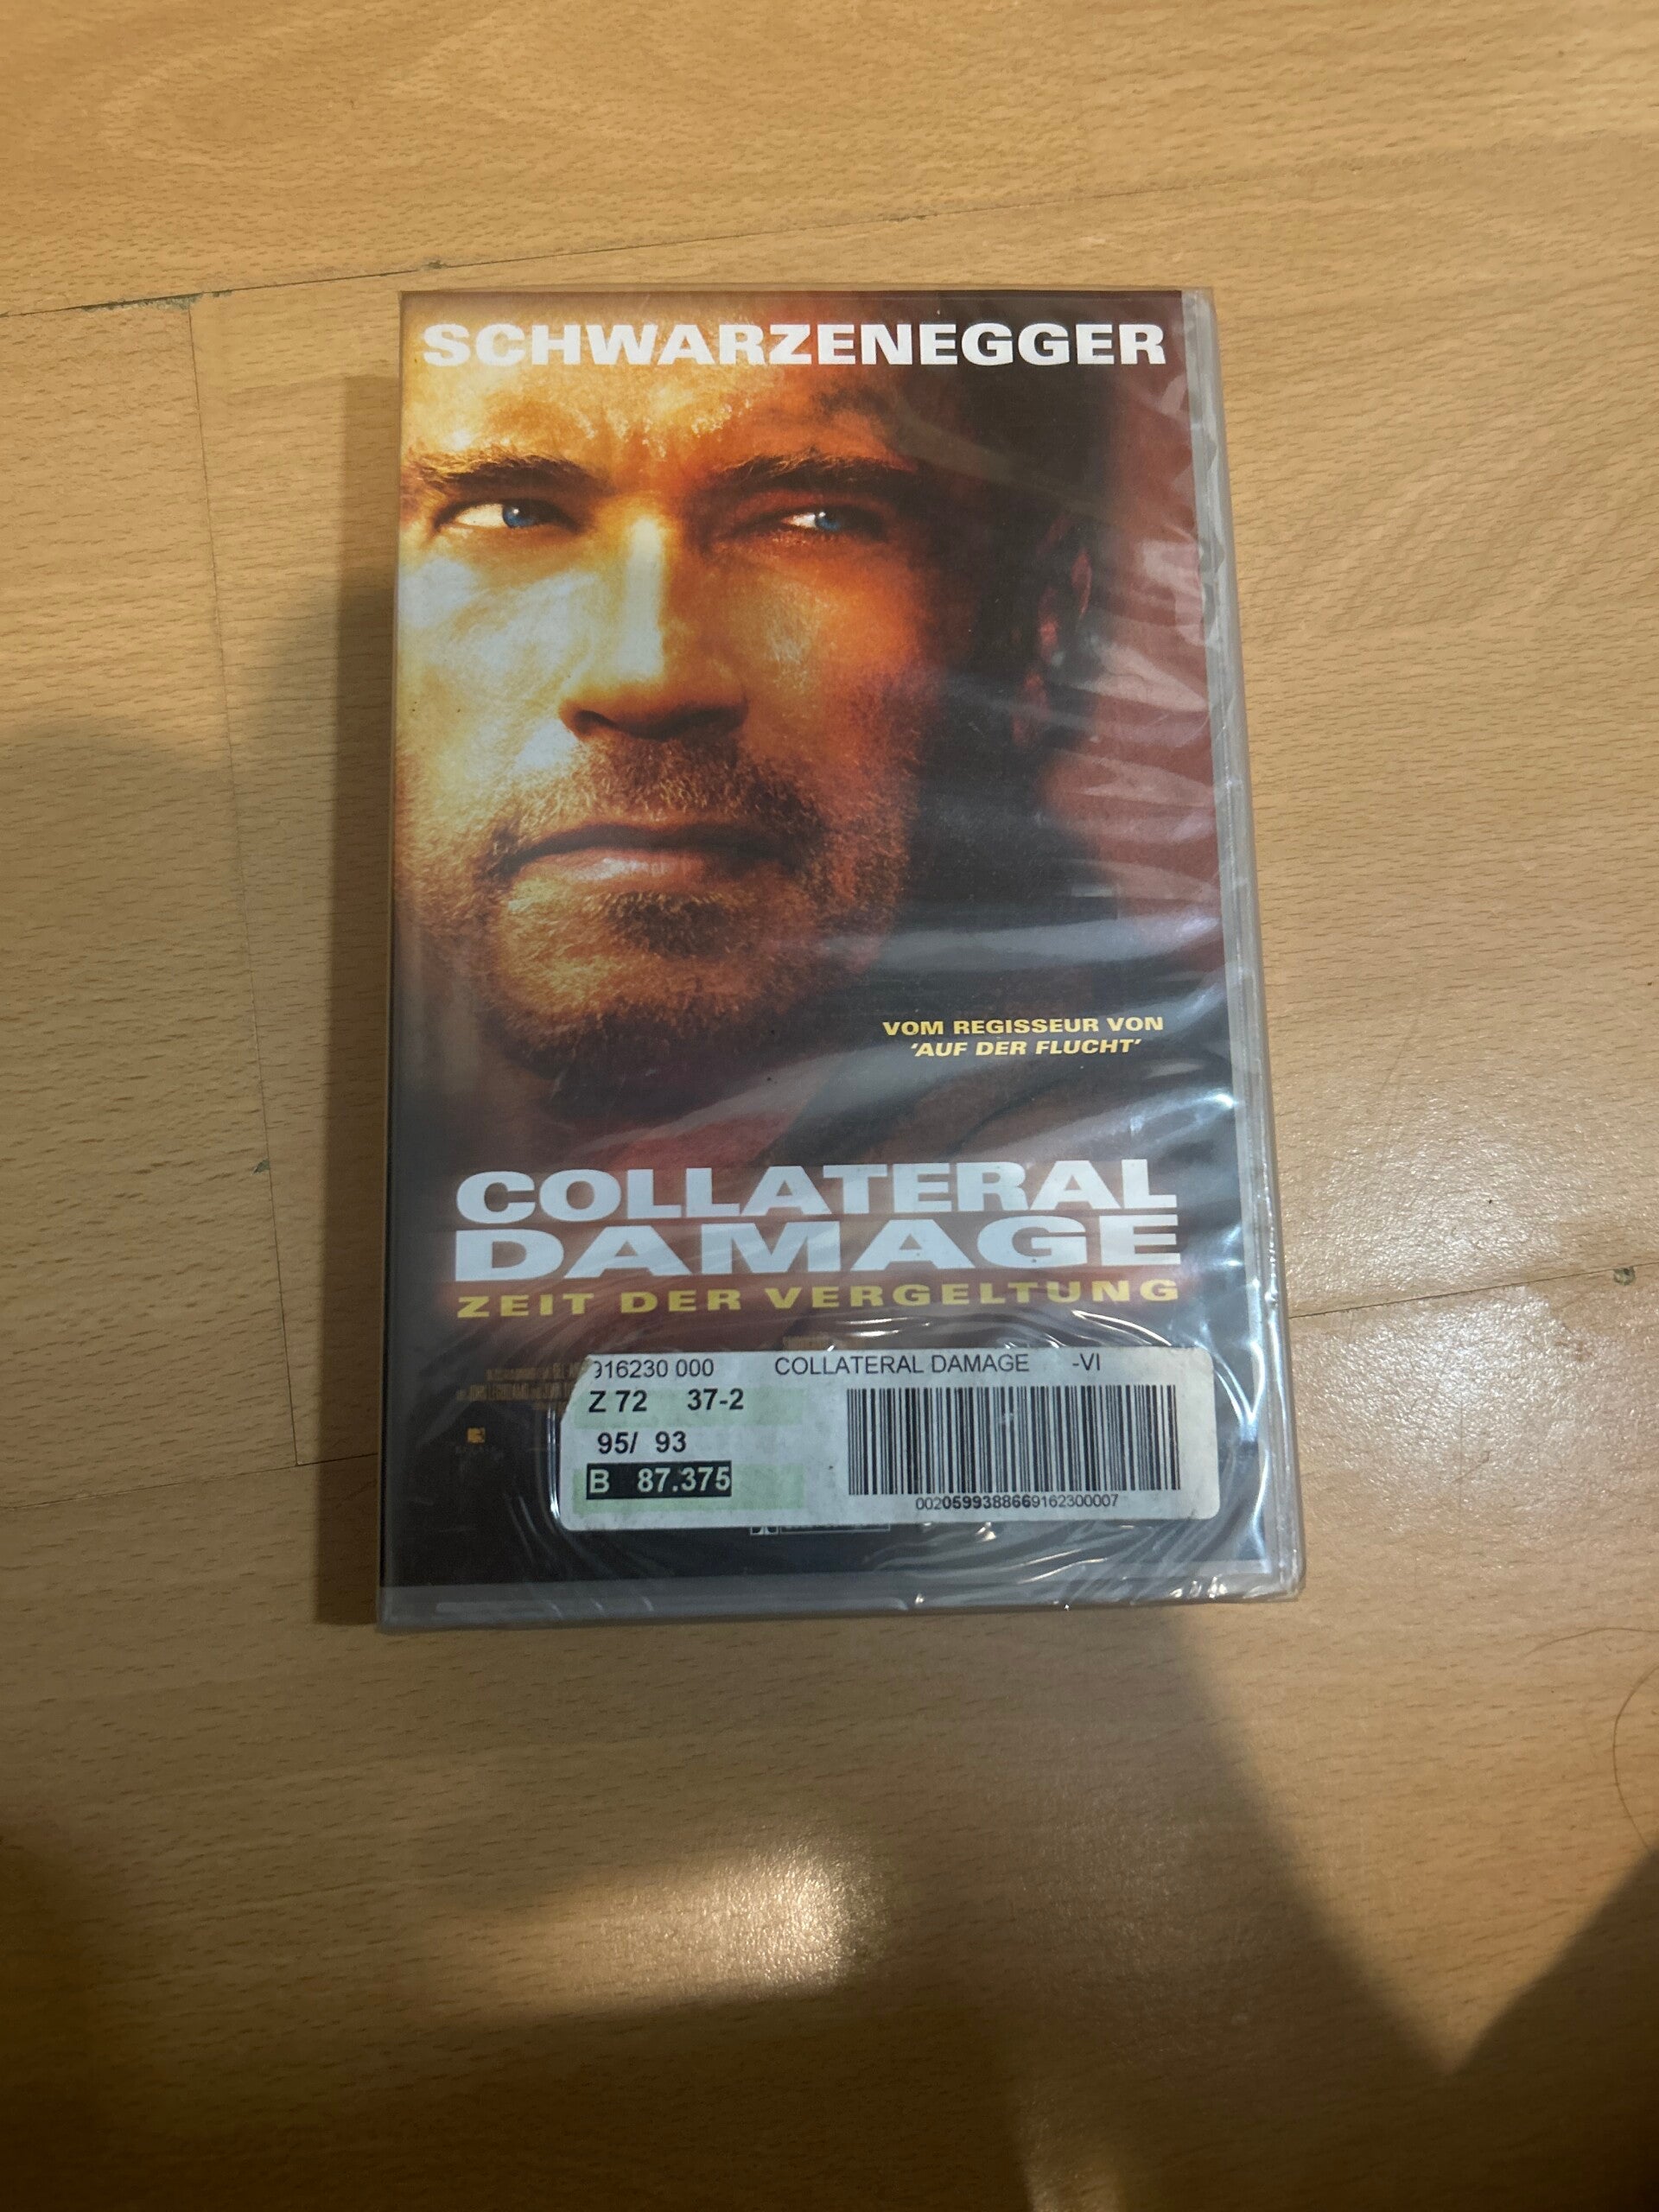 SCHWARZENEGGER
VOM REGISSEUR VON
'AUF DER FLUCHT'
COLLATERAL
DAMAGE
ZEIT DER VERGELTUNG
916230 000 COLLATERAL DAMAGE -VI
Z 72 37-2
95/ 93
B 87.375
0020599388669162300007